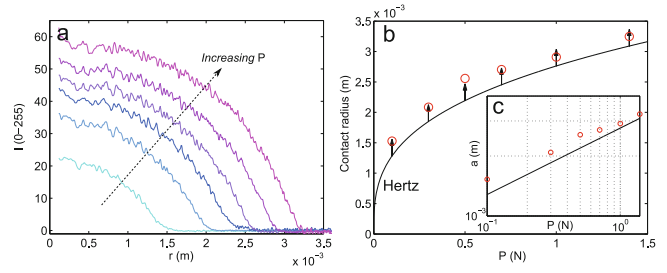 a
Increasing P
I (0−255)
60
50
40
30
20
10
0
0 0.5 1 1.5 2 2.5 3 3.5
r (m)
x 10⁻³
b
x 10⁻³
Contact radius (m)
3.5
3
2.5
2
1.5
1
0.5
0
0 0.5 1 1.5
P (N)
Hertz
c
a (m)
10⁻³
10⁻¹ 10⁰
P (N)